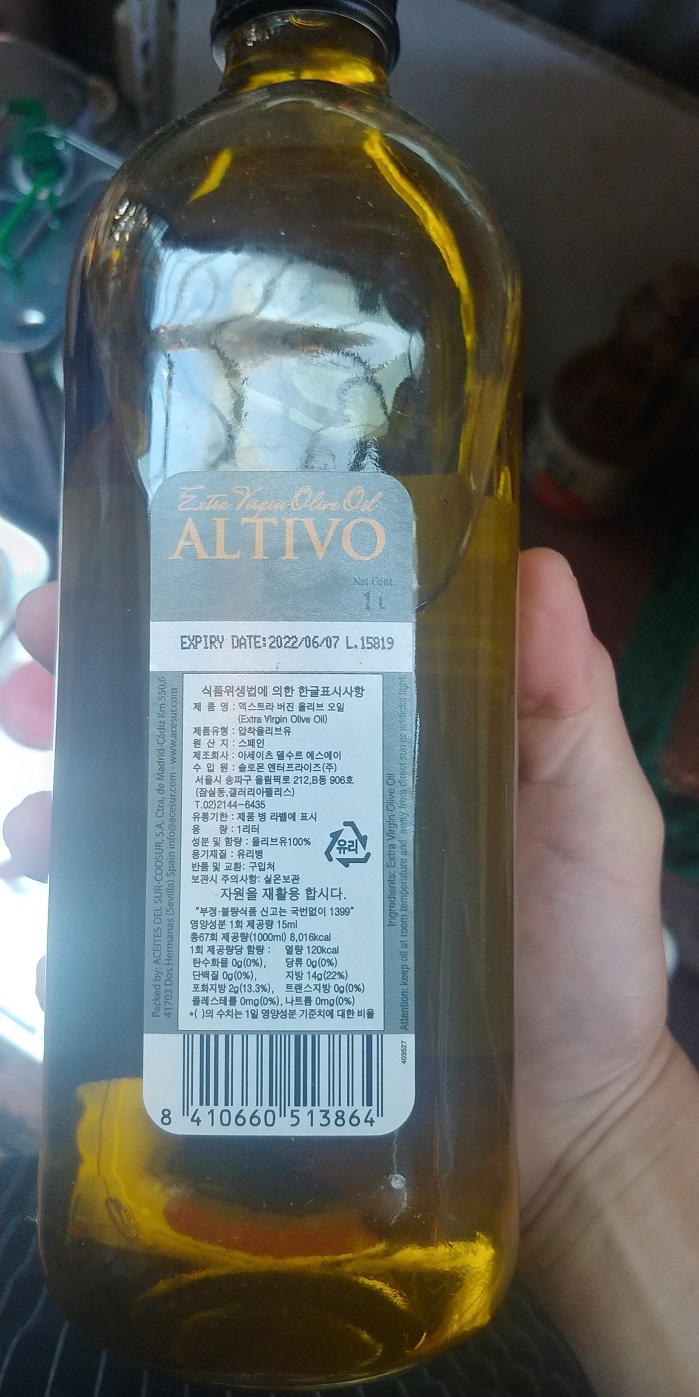 Extra Virgin Olive Oil
ALTIVO
Net Cont.
1L
EXPIRY DATE:2022/06/07 L.15819
식품위생법에 의한 한글표시사항
제 품 명 : 엑스트라 버진 올리브 오일
(Extra Virgin Olive Oil)
제품유형 : 압착올리브유
원 산 지 : 스페인
제조회사 : 아세이츠 델수르 에스에이
수 입 원 : 솔로몬 엔터프라이즈(주)
서울시 송파구 올림픽로 212,B동 906호
(잠실동,갤러리아팰리스)
T.02)2144-6435
유통기한 : 제품 병 라벨에 표시
용 량 : 1리터
성분 및 함량 : 올리브유100%
용기재질 : 유리병
반품 및 교환: 구입처
보관시 주의사항: 실온보관
유리
자원을 재활용 합시다.
"부정·불량식품 신고는 국번없이 1399"
영양성분 1회 제공량 15ml
총67회 제공량(1000ml) 8,016kcal
1회 제공량당 함량 : 열량 120kcal
탄수화물 0g(0%), 당류 0g(0%)
단백질 0g(0%), 지방 14g(22%)
포화지방 2g(13.3%), 트랜스지방 0g(0%)
콜레스테롤 0mg(0%), 나트륨 0mg(0%)
*( )의 수치는 1일 영양성분 기준치에 대한 비율
Packed by: ACEITES DEL SUR-COOSUR, S.A. Ctra. de Madrid-Cádiz Km 550,6
41703 Dos Hermanas (Sevilla) Spain info@acesur.com - www.acesur.com
Ingredients: Extra Virgin Olive Oil
Attention: keep oil at room temperature and away from direct sun or artificial light
403527
8 410660 513864